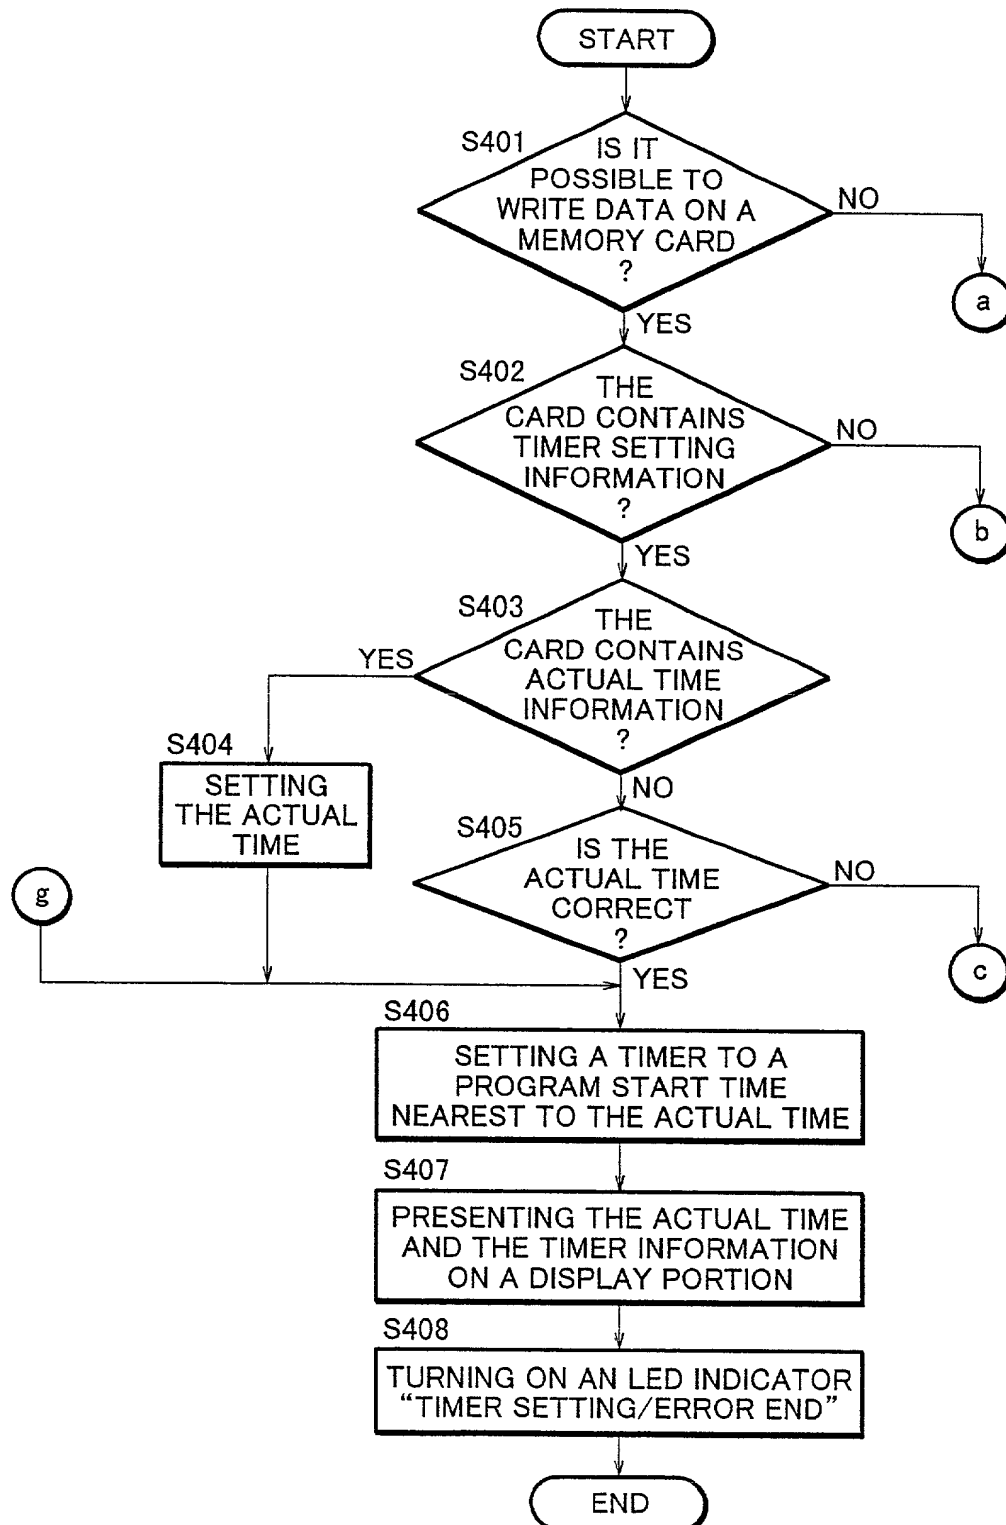 START
S401
IS IT
POSSIBLE TO
WRITE DATA ON A
MEMORY CARD
?
NO
a
YES
S402
THE
CARD CONTAINS
TIMER SETTING
INFORMATION
?
NO
b
YES
S403
THE
CARD CONTAINS
ACTUAL TIME
INFORMATION
?
YES
S404
SETTING
THE ACTUAL
TIME
NO
S405
IS THE
ACTUAL TIME
CORRECT
?
NO
c
g
YES
S406
SETTING A TIMER TO A
PROGRAM START TIME
NEAREST TO THE ACTUAL TIME
S407
PRESENTING THE ACTUAL TIME
AND THE TIMER INFORMATION
ON A DISPLAY PORTION
S408
TURNING ON AN LED INDICATOR
“TIMER SETTING/ERROR END”
END